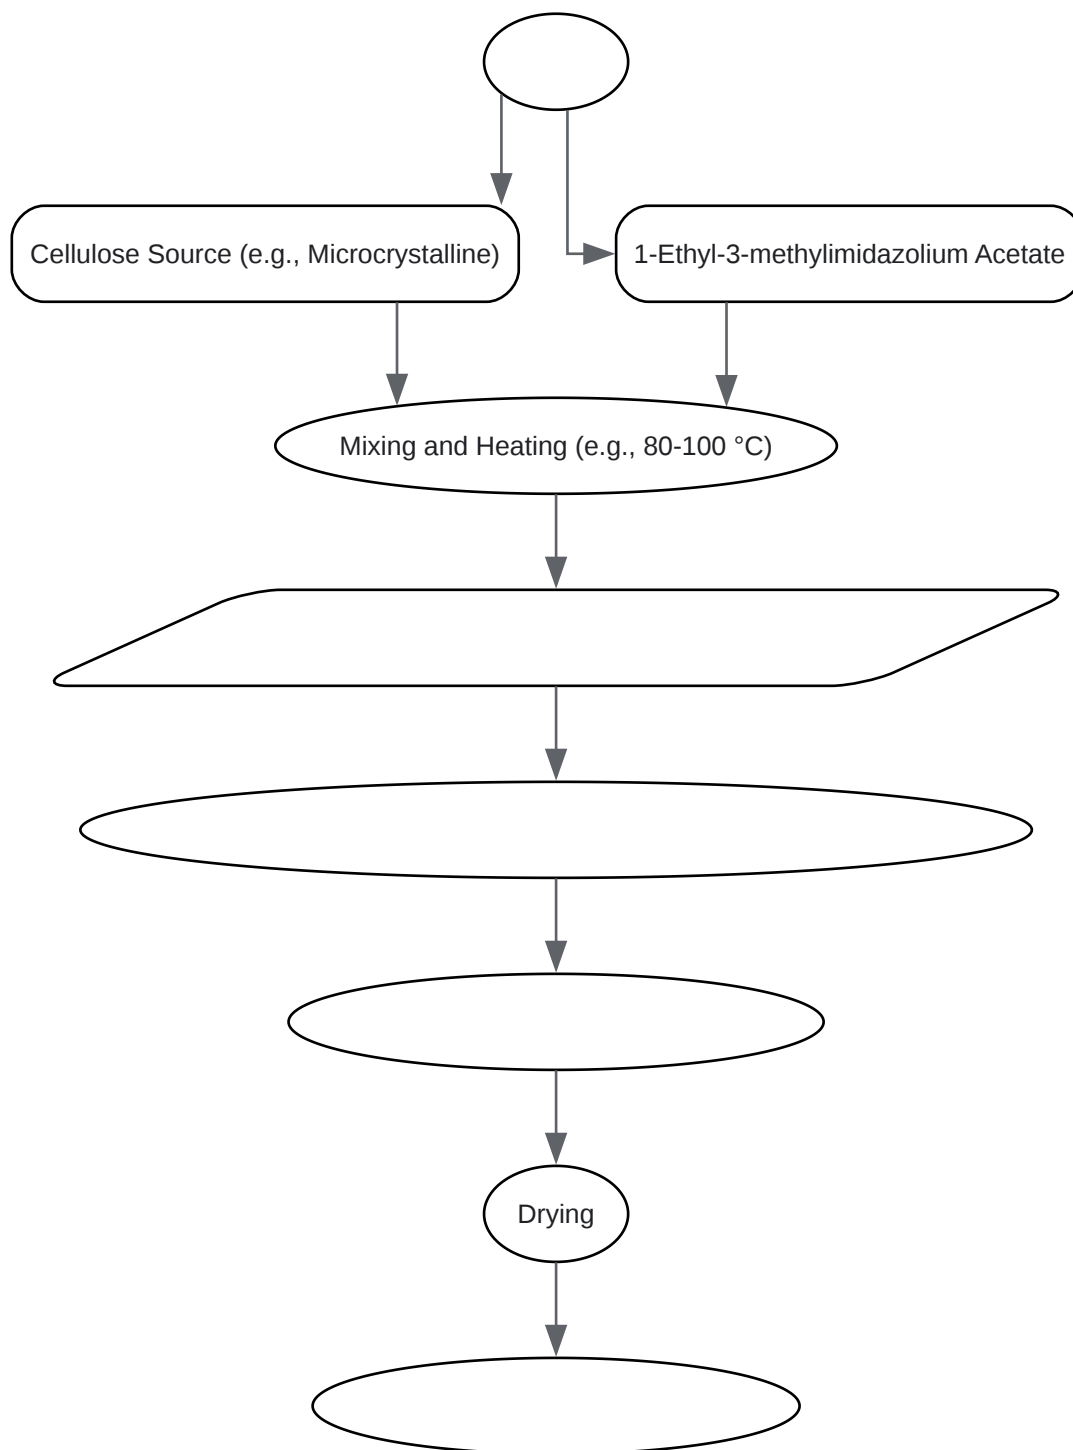 Cellulose Source (e.g., Microcrystalline)
1-Ethyl-3-methylimidazolium Acetate
Mixing and Heating (e.g., 80-100 °C)
Drying